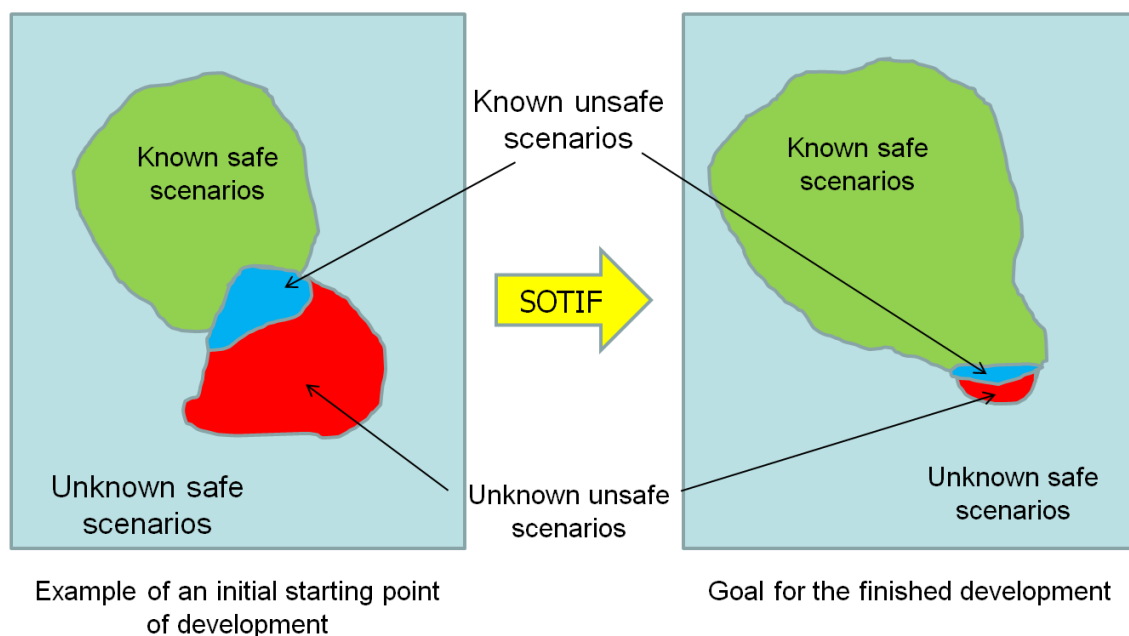 Known safe
scenarios
Unknown safe
scenarios
Example of an initial starting point
of development
Known unsafe
scenarios
SOTIF
Unknown unsafe
scenarios
Known safe
scenarios
Unknown safe
scenarios
Goal for the finished development